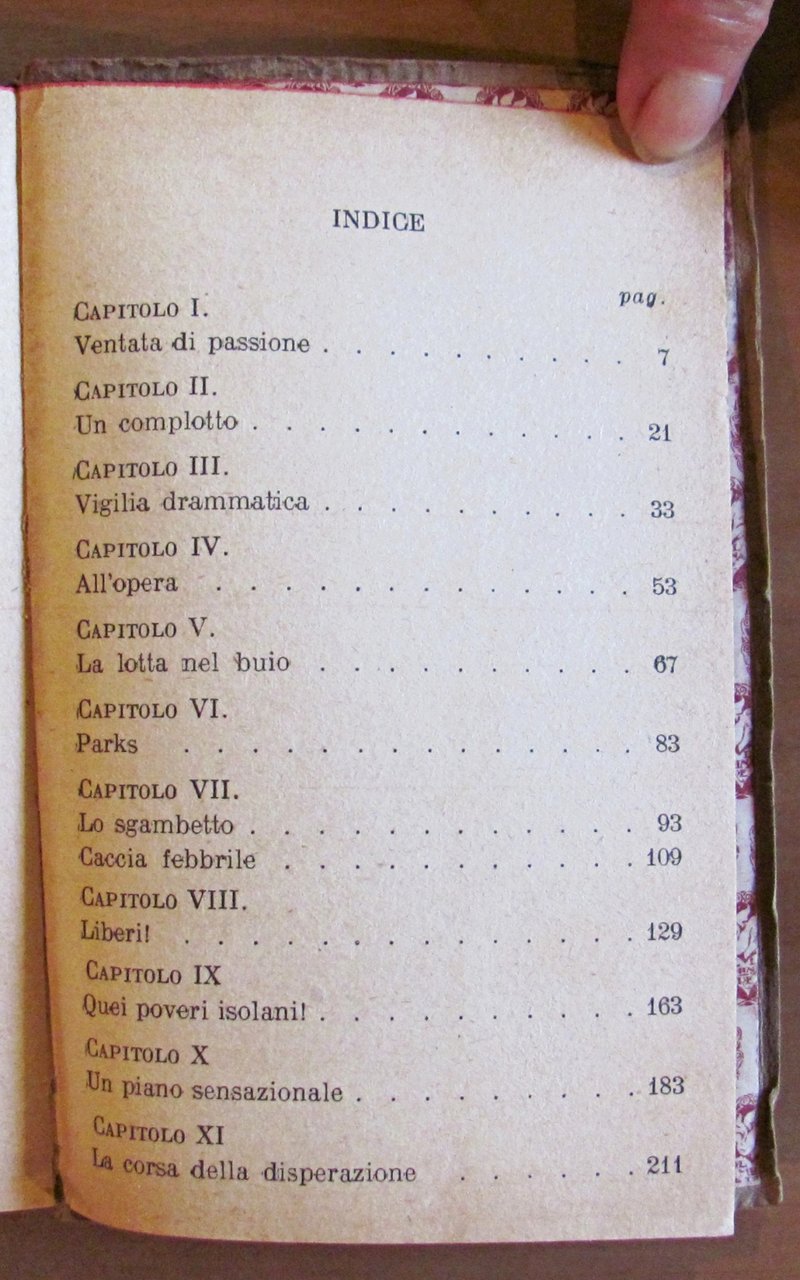 INDICE
pag.
CAPITOLO I.
Ventata di passione . . . . . . . . . 7
CAPITOLO II.
Un complotto . . . . . . . . . . . . 21
CAPITOLO III.
Vigilia drammatica . . . . . . . . . 33
CAPITOLO IV.
All'opera . . . . . . . . . . . . . 53
CAPITOLO V.
La lotta nel buio . . . . . . . . . . 67
CAPITOLO VI.
Parks . . . . . . . . . . . . . . 83
CAPITOLO VII.
Lo sgambetto . . . . . . . . . . . . 93
Caccia febbrile . . . . . . . . . . . 109
CAPITOLO VIII.
Liberi! . . . . . . . . . . . . . . 129
CAPITOLO IX
Quei poveri isolani! . . . . . . . . . . 163
CAPITOLO X
Un piano sensazionale . . . . . . . . . 183
CAPITOLO XI
La corsa della disperazione . . . . . . 211